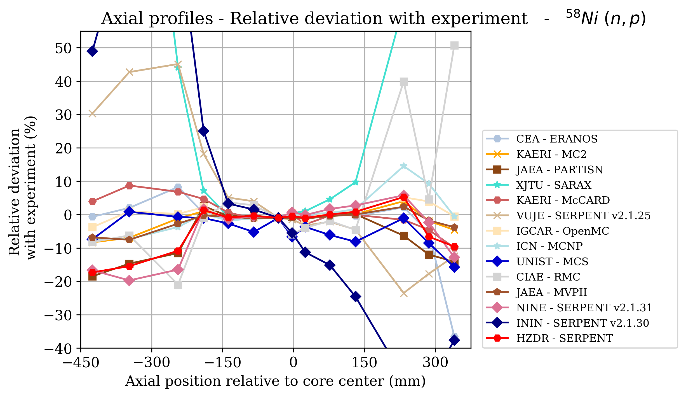 Axial profiles - Relative deviation with experiment - ⁵⁸Ni (n, p)
Relative deviation
with experiment (%)
50
40
30
20
10
0
−10
−20
−30
−40
−450
−300
−150
0
150
300
Axial position relative to core center (mm)
CEA - ERANOS
KAERI - MC2
JAEA - PARTISN
XJTU - SARAX
KAERI - McCARD
VUJE - SERPENT v2.1.25
IGCAR - OpenMC
ICN - MCNP
UNIST - MCS
CIAE - RMC
JAEA - MVPH
NINE - SERPENT v2.1.31
ININ - SERPENT v2.1.30
HZDR - SERPENT